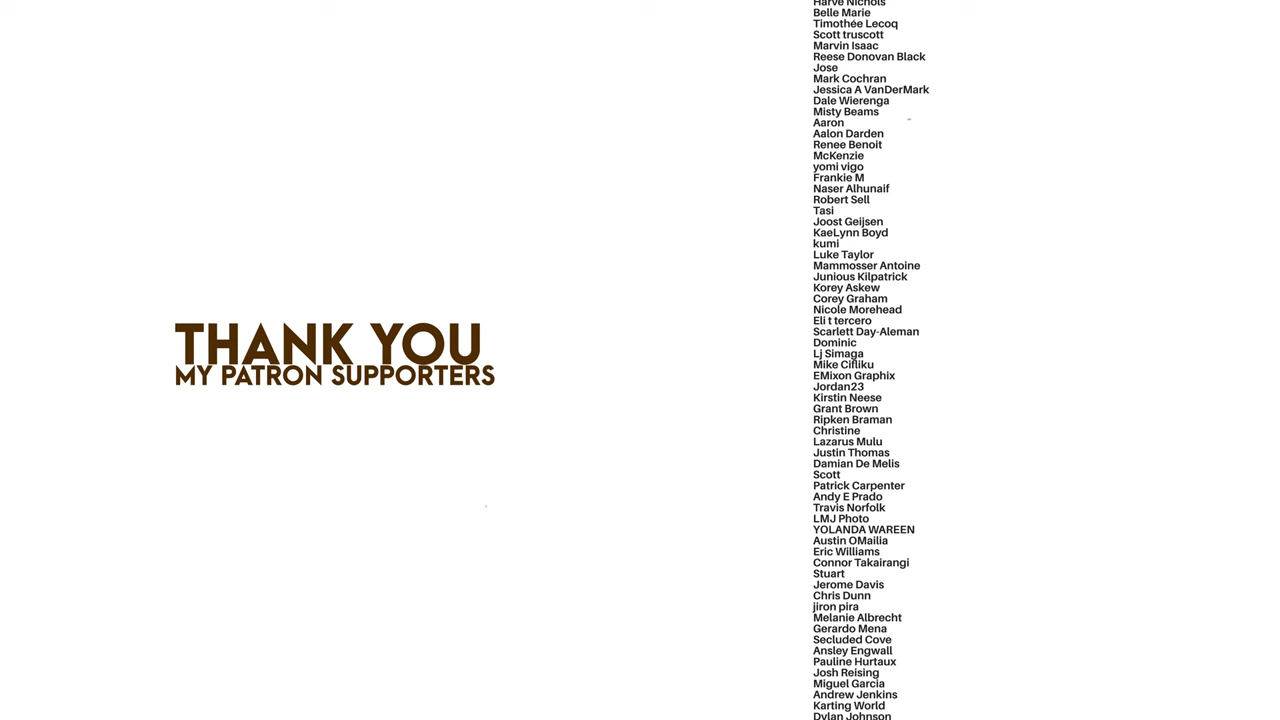 THANK YOU
MY PATRON SUPPORTERS
Harve Nichols
Belle Marie
Timothée Lecoq
Scott truscott
Marvin Isaac
Reese Donovan Black
Jose
Mark Cochran
Jessica A VanDerMark
Dale Wierenga
Misty Beams
Aaron
Aalon Darden
Renee Benoit
McKenzie
yomi vigo
Frankie M
Naser Alhunaif
Robert Sell
Tasi
Joost Geijsen
KaeLynn Boyd
kumi
Luke Taylor
Mammosser Antoine
Junious Kilpatrick
Korey Askew
Corey Graham
Nicole Morehead
Eli t tercero
Scarlett Day-Aleman
Dominic
Lj Simaga
Mike Cifliku
EMixon Graphix
Jordan23
Kirstin Neese
Grant Brown
Ripken Braman
Christine
Lazarus Mulu
Justin Thomas
Damian De Melis
Scott
Patrick Carpenter
Andy E Prado
Travis Norfolk
LMJ Photo
YOLANDA WAREEN
Austin OMailia
Eric Williams
Connor Takairangi
Stuart
Jerome Davis
Chris Dunn
jiron pira
Melanie Albrecht
Gerardo Mena
Secluded Cove
Ansley Engwall
Pauline Hurtaux
Josh Reising
Miguel Garcia
Andrew Jenkins
Karting World
Dylan Johnson